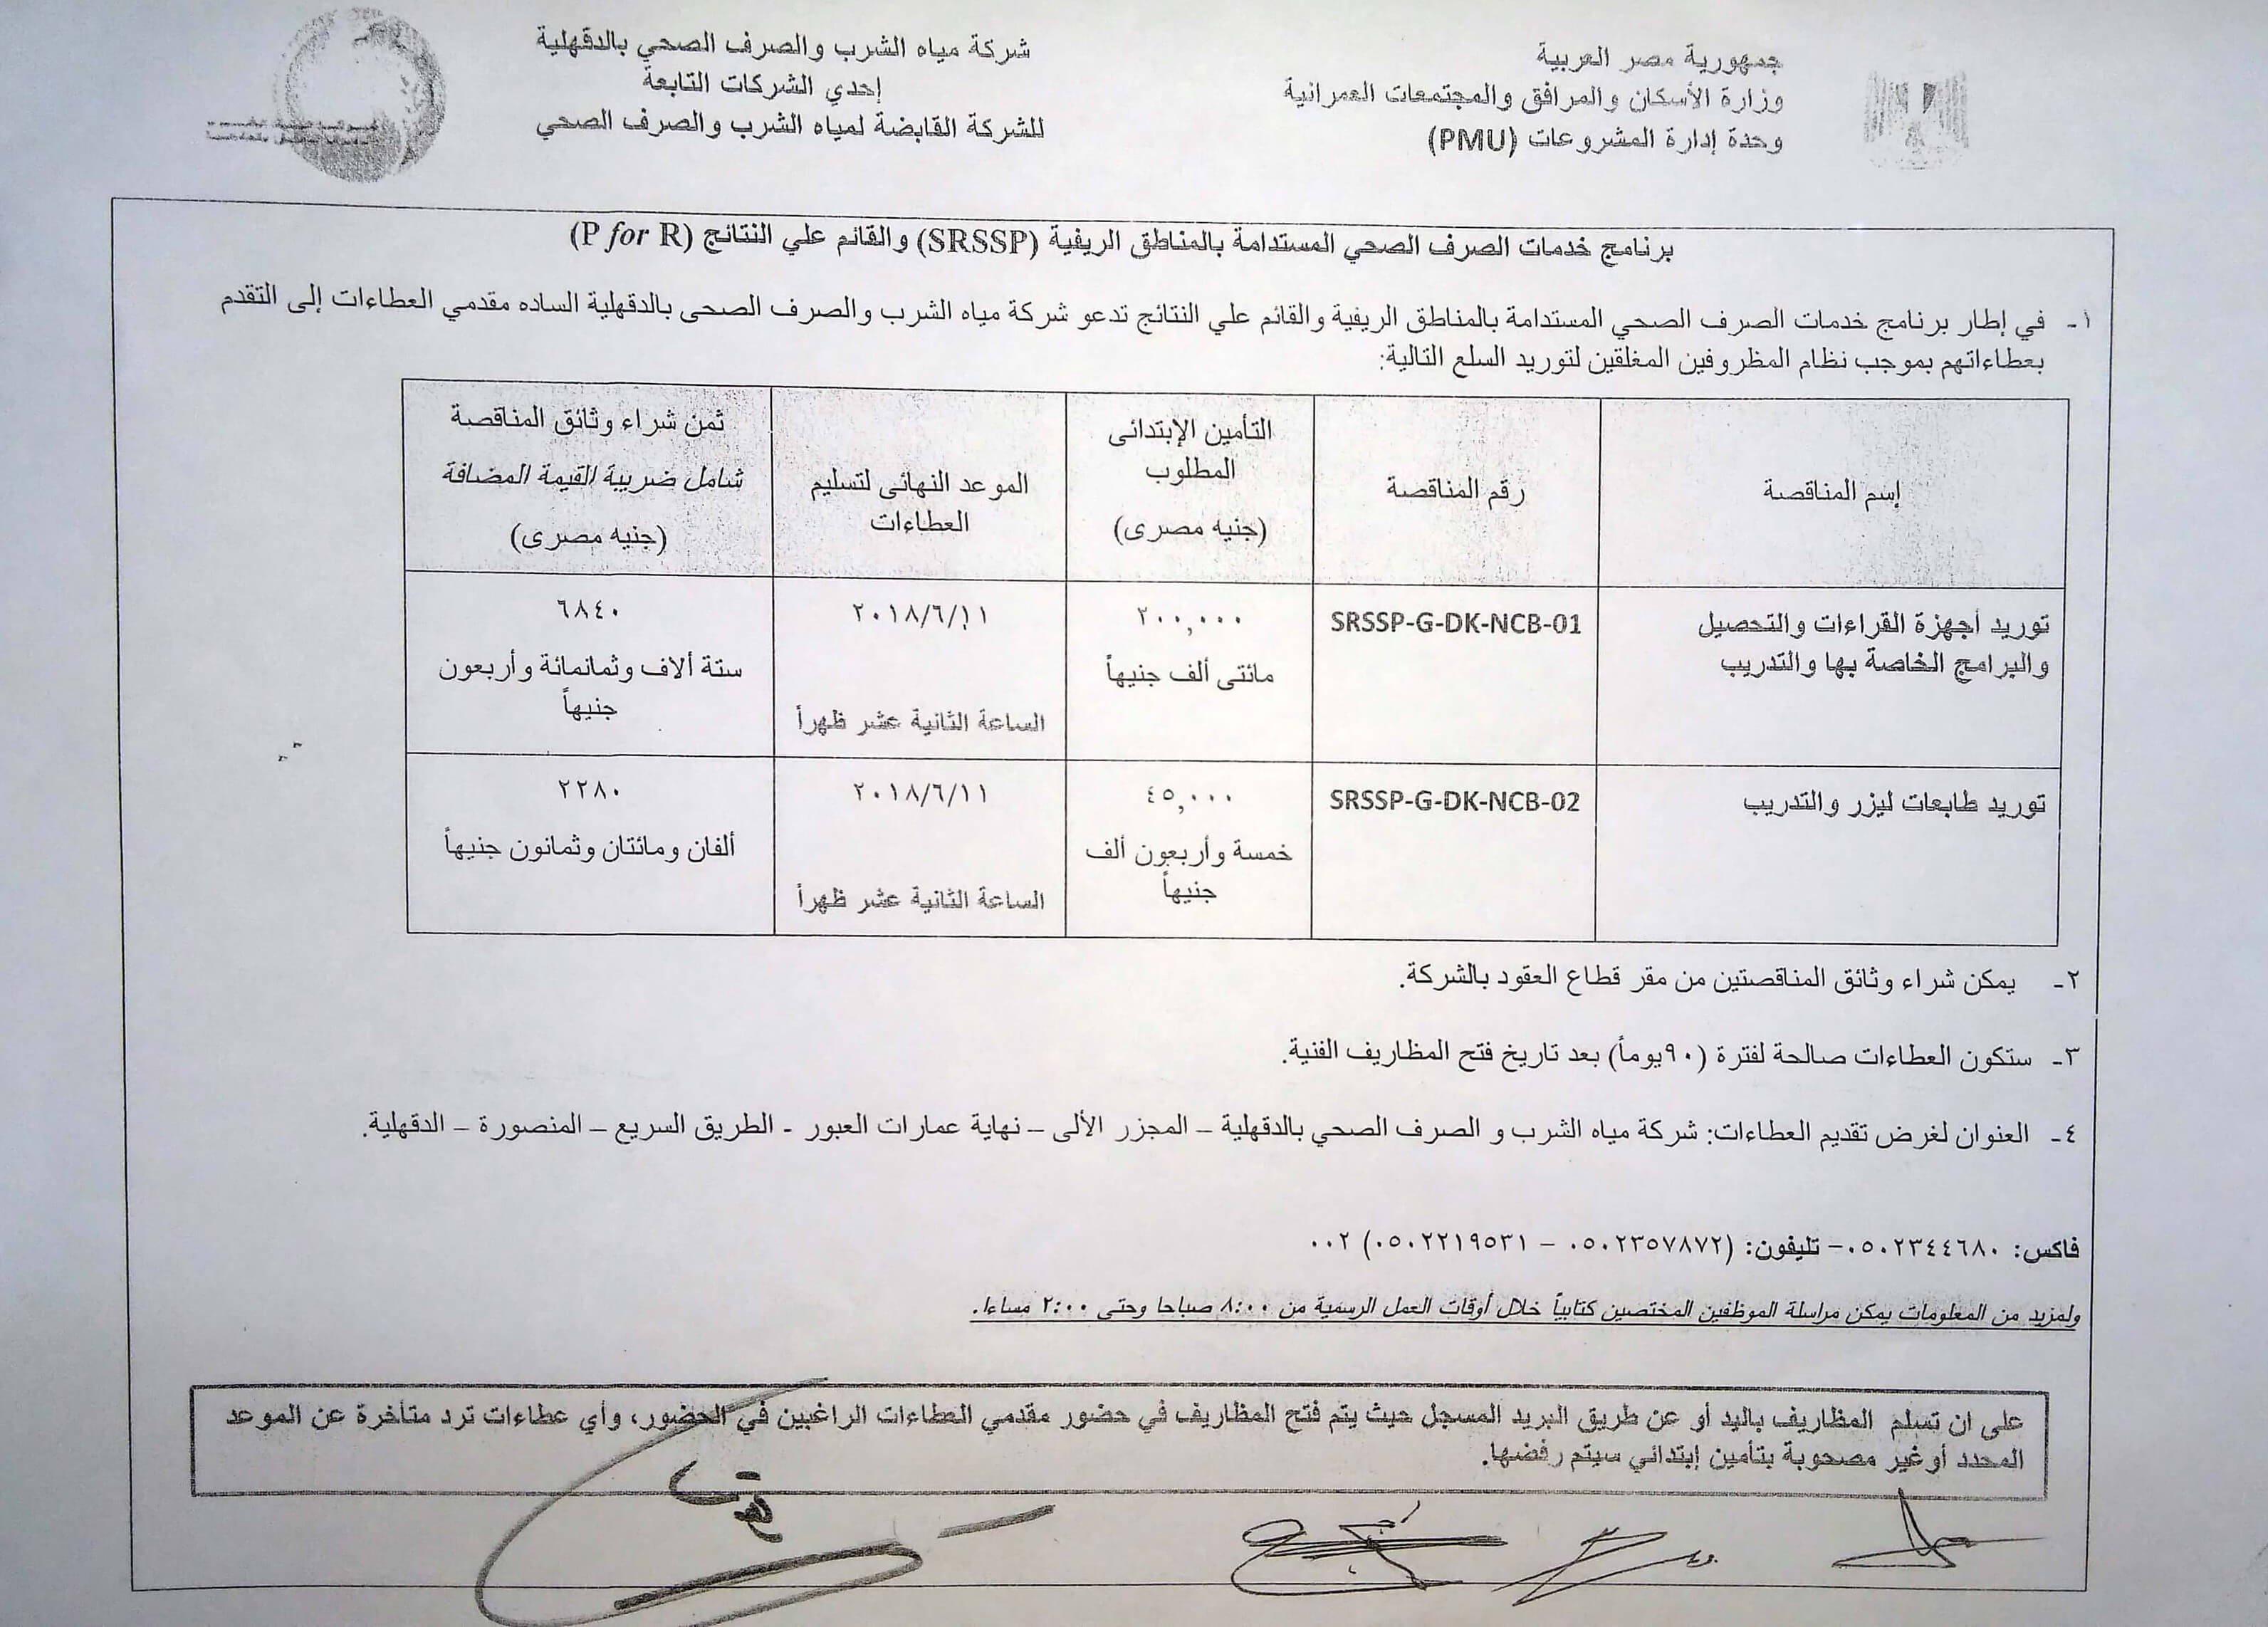 جمهورية مصر العربية
وزارة الأسكان والمرافق والمجتمعات العمرانية
وحدة إدارة المشروعات (PMU)
شركة مياه الشرب والصرف الصحي بالدقهلية
إحدي الشركات التابعة
للشركة القابضة لمياه الشرب والصرف الصحي
برنامج خدمات الصرف الصحي المستدامة بالمناطق الريفية (SRSSP) والقائم علي النتائج (P for R)
١- في إطار برنامج خدمات الصرف الصحي المستدامة بالمناطق الريفية والقائم علي النتائج تدعو شركة مياه الشرب والصرف الصحى بالدقهلية الساده مقدمي العطاءات إلى التقدم
بعطاءاتهم بموجب نظام المظروفين المغلقين لتوريد السلع التالية:
إسم المناقصة
رقم المناقصة
التأمين الإبتدائى
المطلوب
(جنيه مصرى)
الموعد النهائى لتسليم
العطاءات
ثمن شراء وثائق المناقصة
شامل ضريبة القيمة المضافة
(جنيه مصرى)
توريد أجهزة القراءات والتحصيل
والبرامج الخاصة بها والتدريب
SRSSP-G-DK-NCB-01
٢٠٠,٠٠٠
مائتى ألف جنيهاً
٢٠١٨/٦/١١
الساعة الثانية عشر ظهراً
٦٨٤٠
ستة ألاف وثمانمائة وأربعون
جنيهاً
توريد طابعات ليزر والتدريب
SRSSP-G-DK-NCB-02
٤٥,٠٠٠
خمسة وأربعون ألف
جنيهاً
٢٠١٨/٦/١١
الساعة الثانية عشر ظهراً
٢٢٨٠
ألفان ومائتان وثمانون جنيهاً
٢- يمكن شراء وثائق المناقصتين من مقر قطاع العقود بالشركة.
٣- ستكون العطاءات صالحة لفترة (٩٠يوماً) بعد تاريخ فتح المظاريف الفنية.
٤- العنوان لغرض تقديم العطاءات: شركة مياه الشرب و الصرف الصحي بالدقهلية – المجزر الألى – نهاية عمارات العبور - الطريق السريع – المنصورة – الدقهلية.
فاكس: ٠٥٠٢٣٤٤٦٨٠– تليفون: (٠٥٠٢٣٥٧٨٧٢ – ٠٥٠٢٢١٩٥٣١) ٠٠٢
ولمزيد من المعلومات يمكن مراسلة الموظفين المختصين كتابياً خلال أوقات العمل الرسمية من ٨:٠٠ صباحا وحتى ٢:٠٠ مساءا.
على ان تسلم المظاريف باليد أو عن طريق البريد المسجل حيث يتم فتح المظاريف في حضور مقدمي العطاءات الراغبين في الحضور، وأي عطاءات ترد متأخرة عن الموعد
المحدد أو غير مصحوبة بتأمين إبتدائي سيتم رفضها.